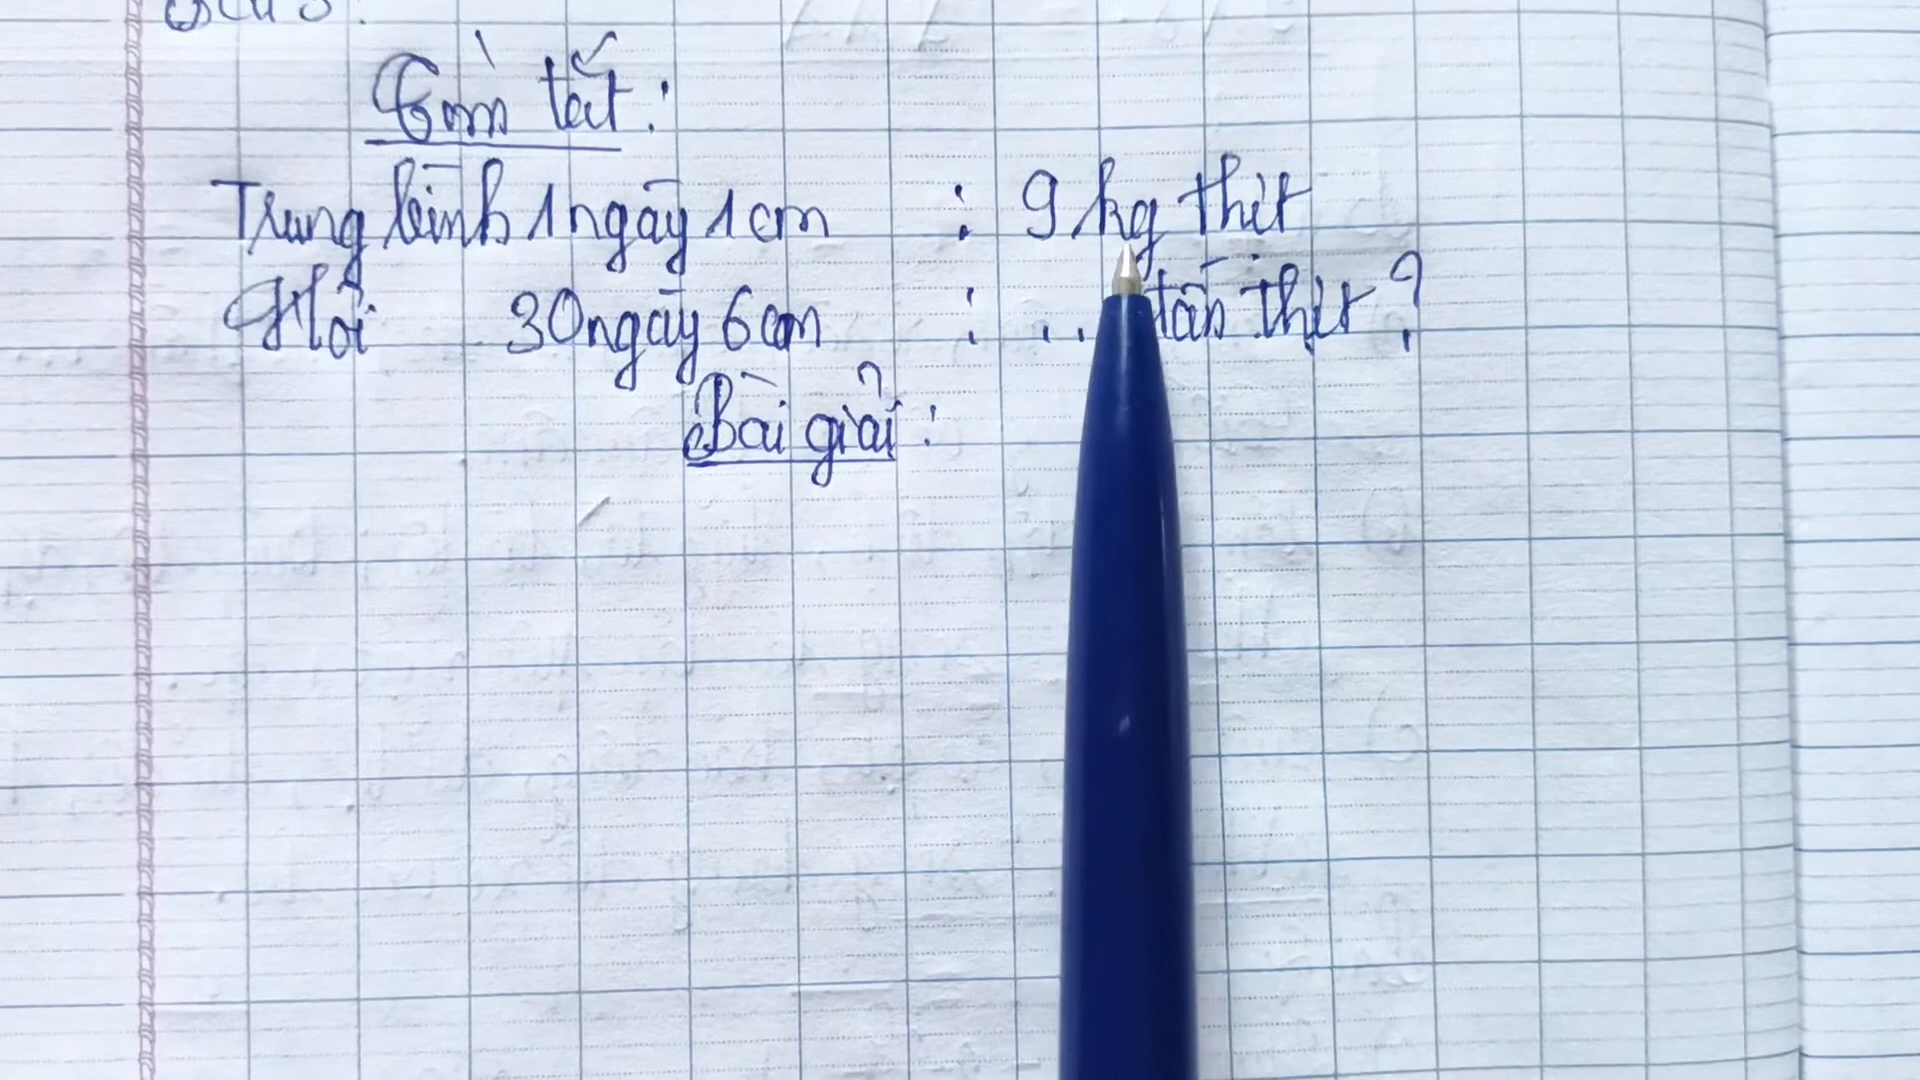 Tóm tắt:
Trung bình 1 ngày 1 con : 9 kg thịt
Hỏi 30 ngày 6 con : .. tấn thịt?
Bài giải: